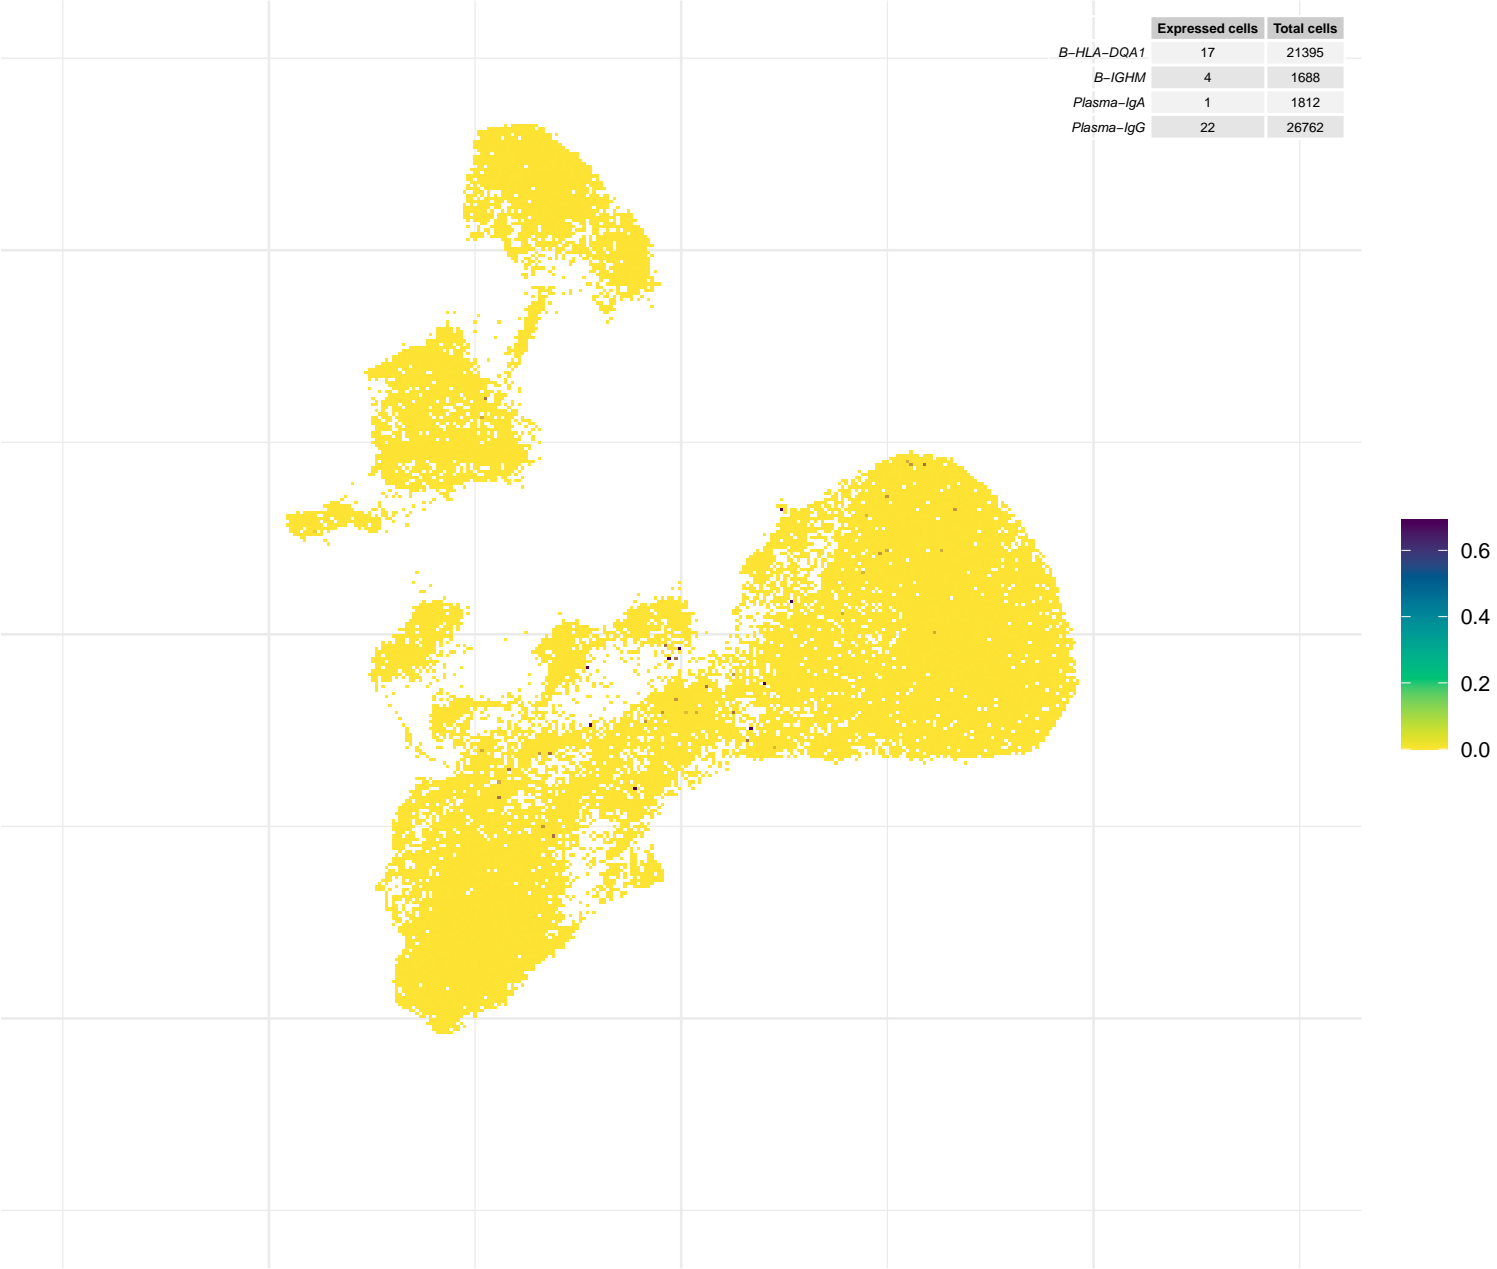 Expressed cells Total cells
B−HLA−DQA1 17 21395
B−IGHM 4 1688
Plasma−IgA 1 1812
Plasma−IgG 22 26762
0.6
0.4
0.2
0.0